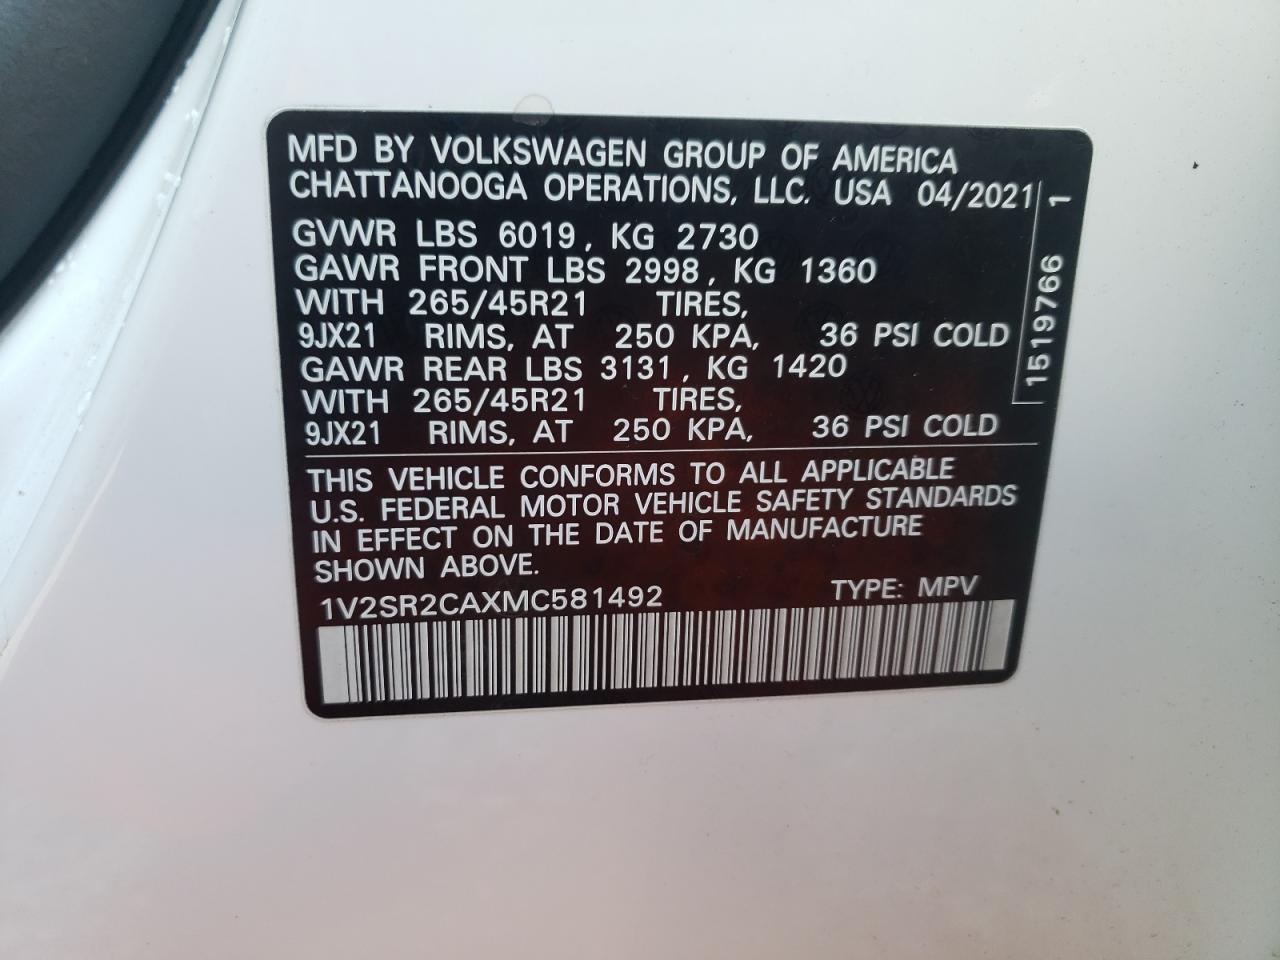 MFD BY VOLKSWAGEN GROUP OF AMERICA
CHATTANOOGA OPERATIONS, LLC. USA 04/2021
GVWR LBS 6019, KG 2730
GAWR FRONT LBS 2998, KG 1360
WITH 265/45R21 TIRES,
9JX21 RIMS, AT 250 KPA, 36 PSI COLD
GAWR REAR LBS 3131, KG 1420
WITH 265/45R21 TIRES,
9JX21 RIMS, AT 250 KPA, 36 PSI COLD
1519766 1
THIS VEHICLE CONFORMS TO ALL APPLICABLE
U.S. FEDERAL MOTOR VEHICLE SAFETY STANDARDS
IN EFFECT ON THE DATE OF MANUFACTURE
SHOWN ABOVE.
1V2SR2CAXMC581492 TYPE: MPV